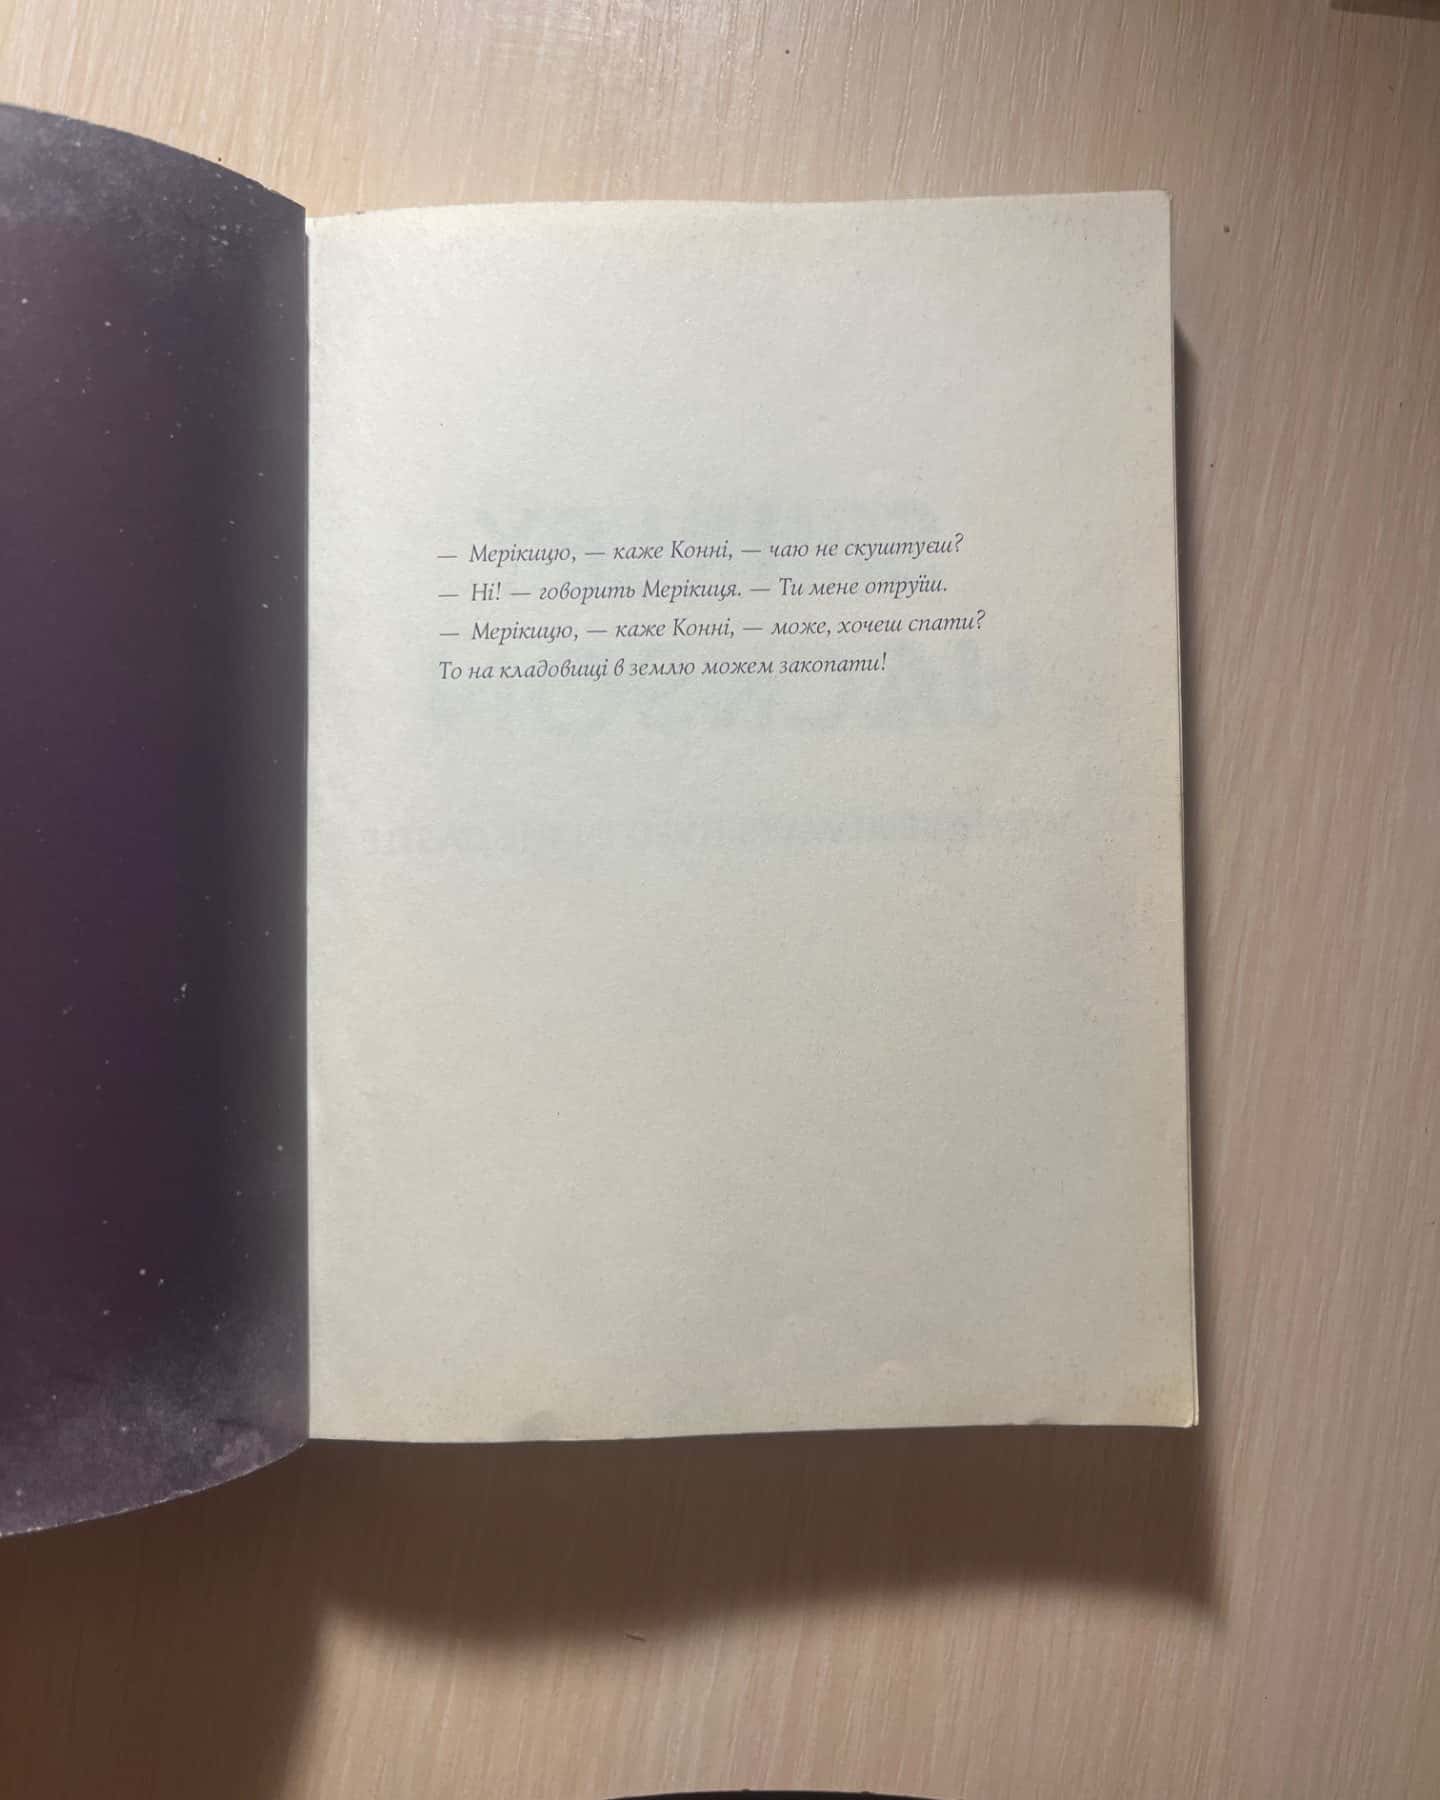 — Мерікицю, — каже Конні, — чаю не скуштуєш?
— Ні! — говорить Мерікиця. — Ти мене отруїш.
— Мерікицю, — каже Конні, — може, хочеш спати?
То на кладовищі в землю можем закопати!